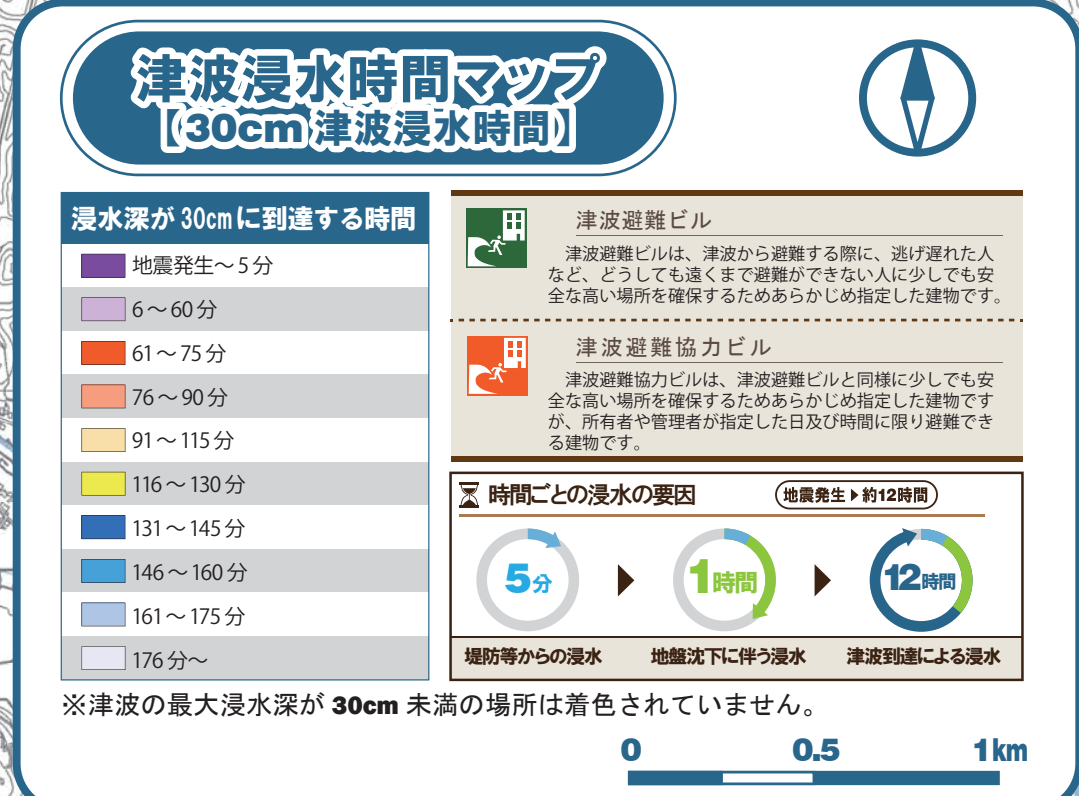 津波浸水時間マップ
【30cm 津波浸水時間】
浸水深が 30cmに到達する時間
地震発生～5分
6～60分
61～75分
76～90分
91～115分
116～130分
131～145分
146～160分
161～175分
176分～
津波避難ビル
津波避難ビルは、津波から避難する際に、逃げ遅れた人
など、どうしても遠くまで避難ができない人に少しでも安
全な高い場所を確保するためあらかじめ指定した建物です。
津波避難協力ビル
津波避難協力ビルは、津波避難ビルと同様に少しでも安
全な高い場所を確保するためあらかじめ指定した建物です
が、所有者や管理者が指定した日及び時間に限り避難でき
る建物です。
時間ごとの浸水の要因
地震発生▶約12時間
5分
1時間
12時間
堤防等からの浸水
地盤沈下に伴う浸水
津波到達による浸水
※津波の最大浸水深が 30cm 未満の場所は着色されていません。
0 0.5 1km